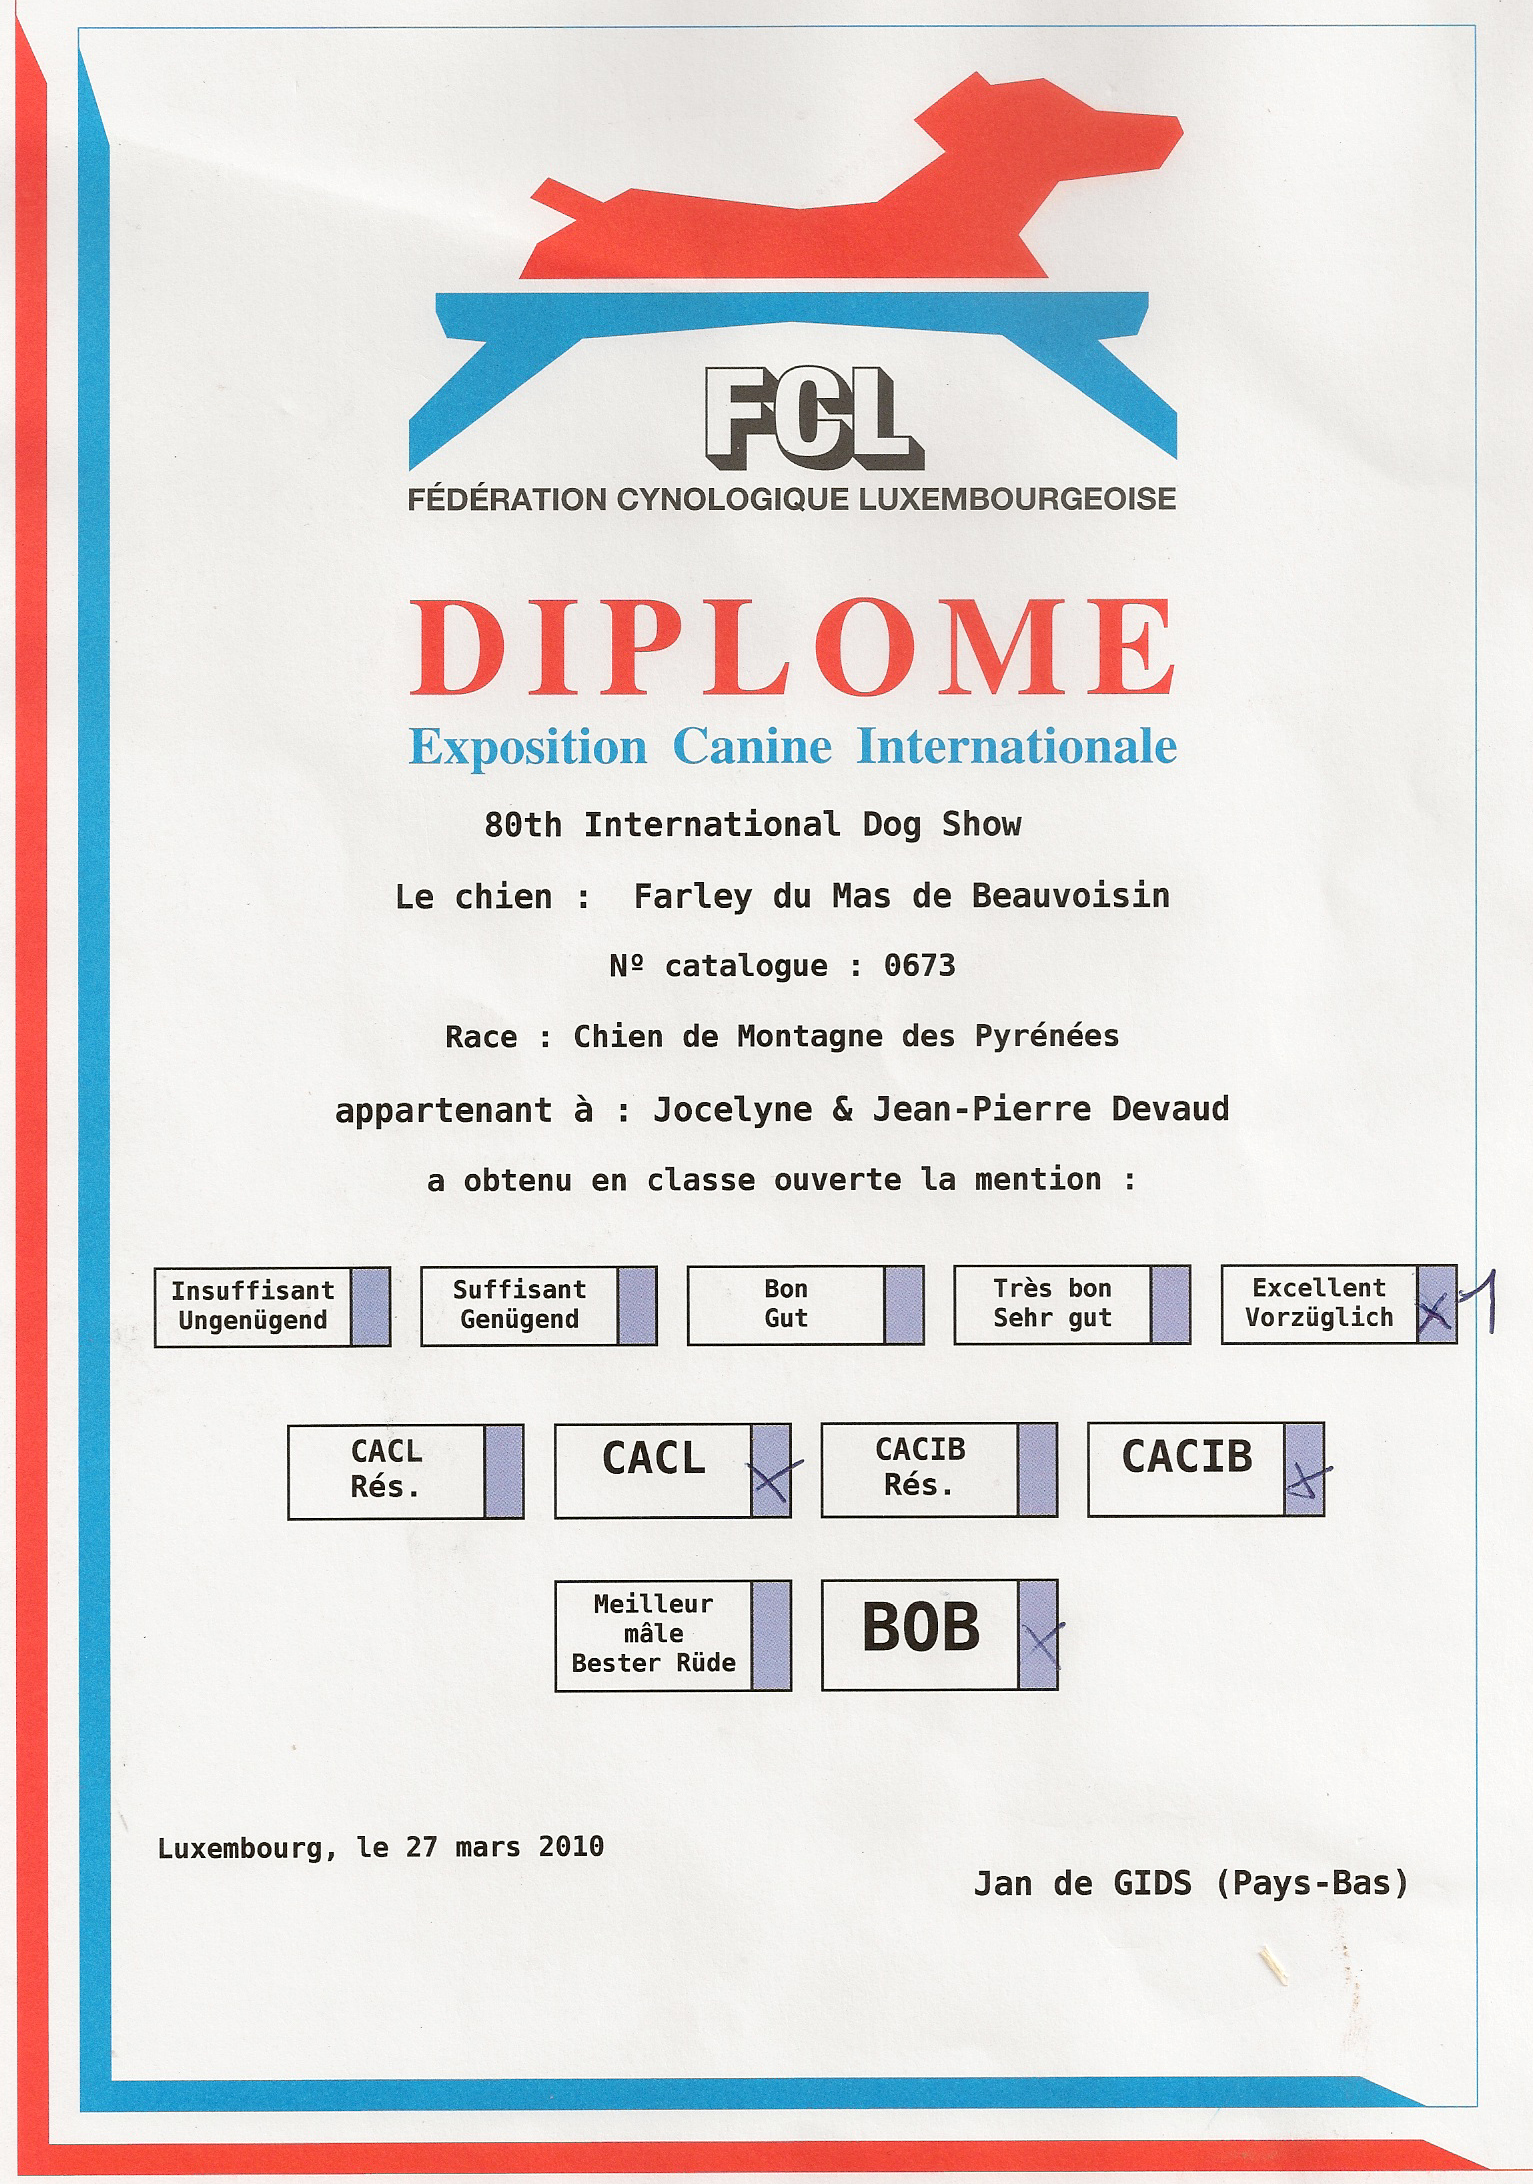 FCL
FÉDÉRATION CYNOLOGIQUE LUXEMBOURGEOISE
DIPLOME
Exposition Canine Internationale
80th International Dog Show
Le chien : Farley du Mas de Beauvoisin
Nº catalogue : 0673
Race : Chien de Montagne des Pyrénées
appartenant à : Jocelyne & Jean-Pierre Devaud
a obtenu en classe ouverte la mention :
Insuffisant
Ungenügend
Suffisant
Genügend
Bon
Gut
Très bon
Sehr gut
Excellent
Vorzüglich
X 1
CACL
Rés.
CACL
X
CACIB
Rés.
CACIB
X
Meilleur
mâle
Bester Rüde
BOB
X
Luxembourg, le 27 mars 2010
Jan de GIDS (Pays-Bas)